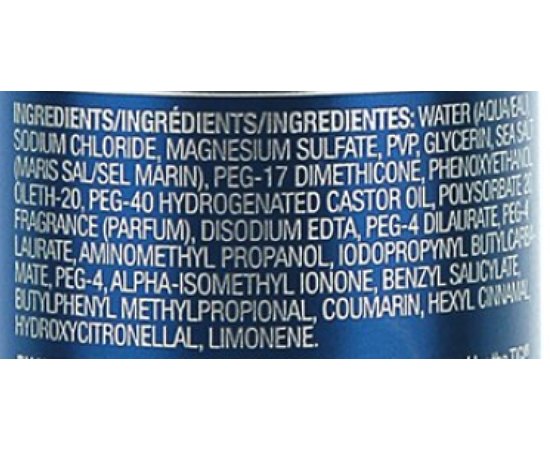 INGREDIENTS/INGRÉDIENTS/INGREDIENTES: WATER (AQUA/EAU),
SODIUM CHLORIDE, MAGNESIUM SULFATE, PVP, GLYCERIN, SEA SALT
(MARIS SAL/SEL MARIN), PEG-17 DIMETHICONE, PHENOXYETHANOL,
OLETH-20, PEG-40 HYDROGENATED CASTOR OIL, POLYSORBATE 20,
FRAGRANCE (PARFUM), DISODIUM EDTA, PEG-4 DILAURATE, PEG-4
LAURATE, AMINOMETHYL PROPANOL, IODOPROPYNYL BUTYLCARBA-
MATE, PEG-4, ALPHA-ISOMETHYL IONONE, BENZYL SALICYLATE,
BUTYLPHENYL METHYLPROPIONAL, COUMARIN, HEXYL CINNAMAL,
HYDROXYCITRONELLAL, LIMONENE.